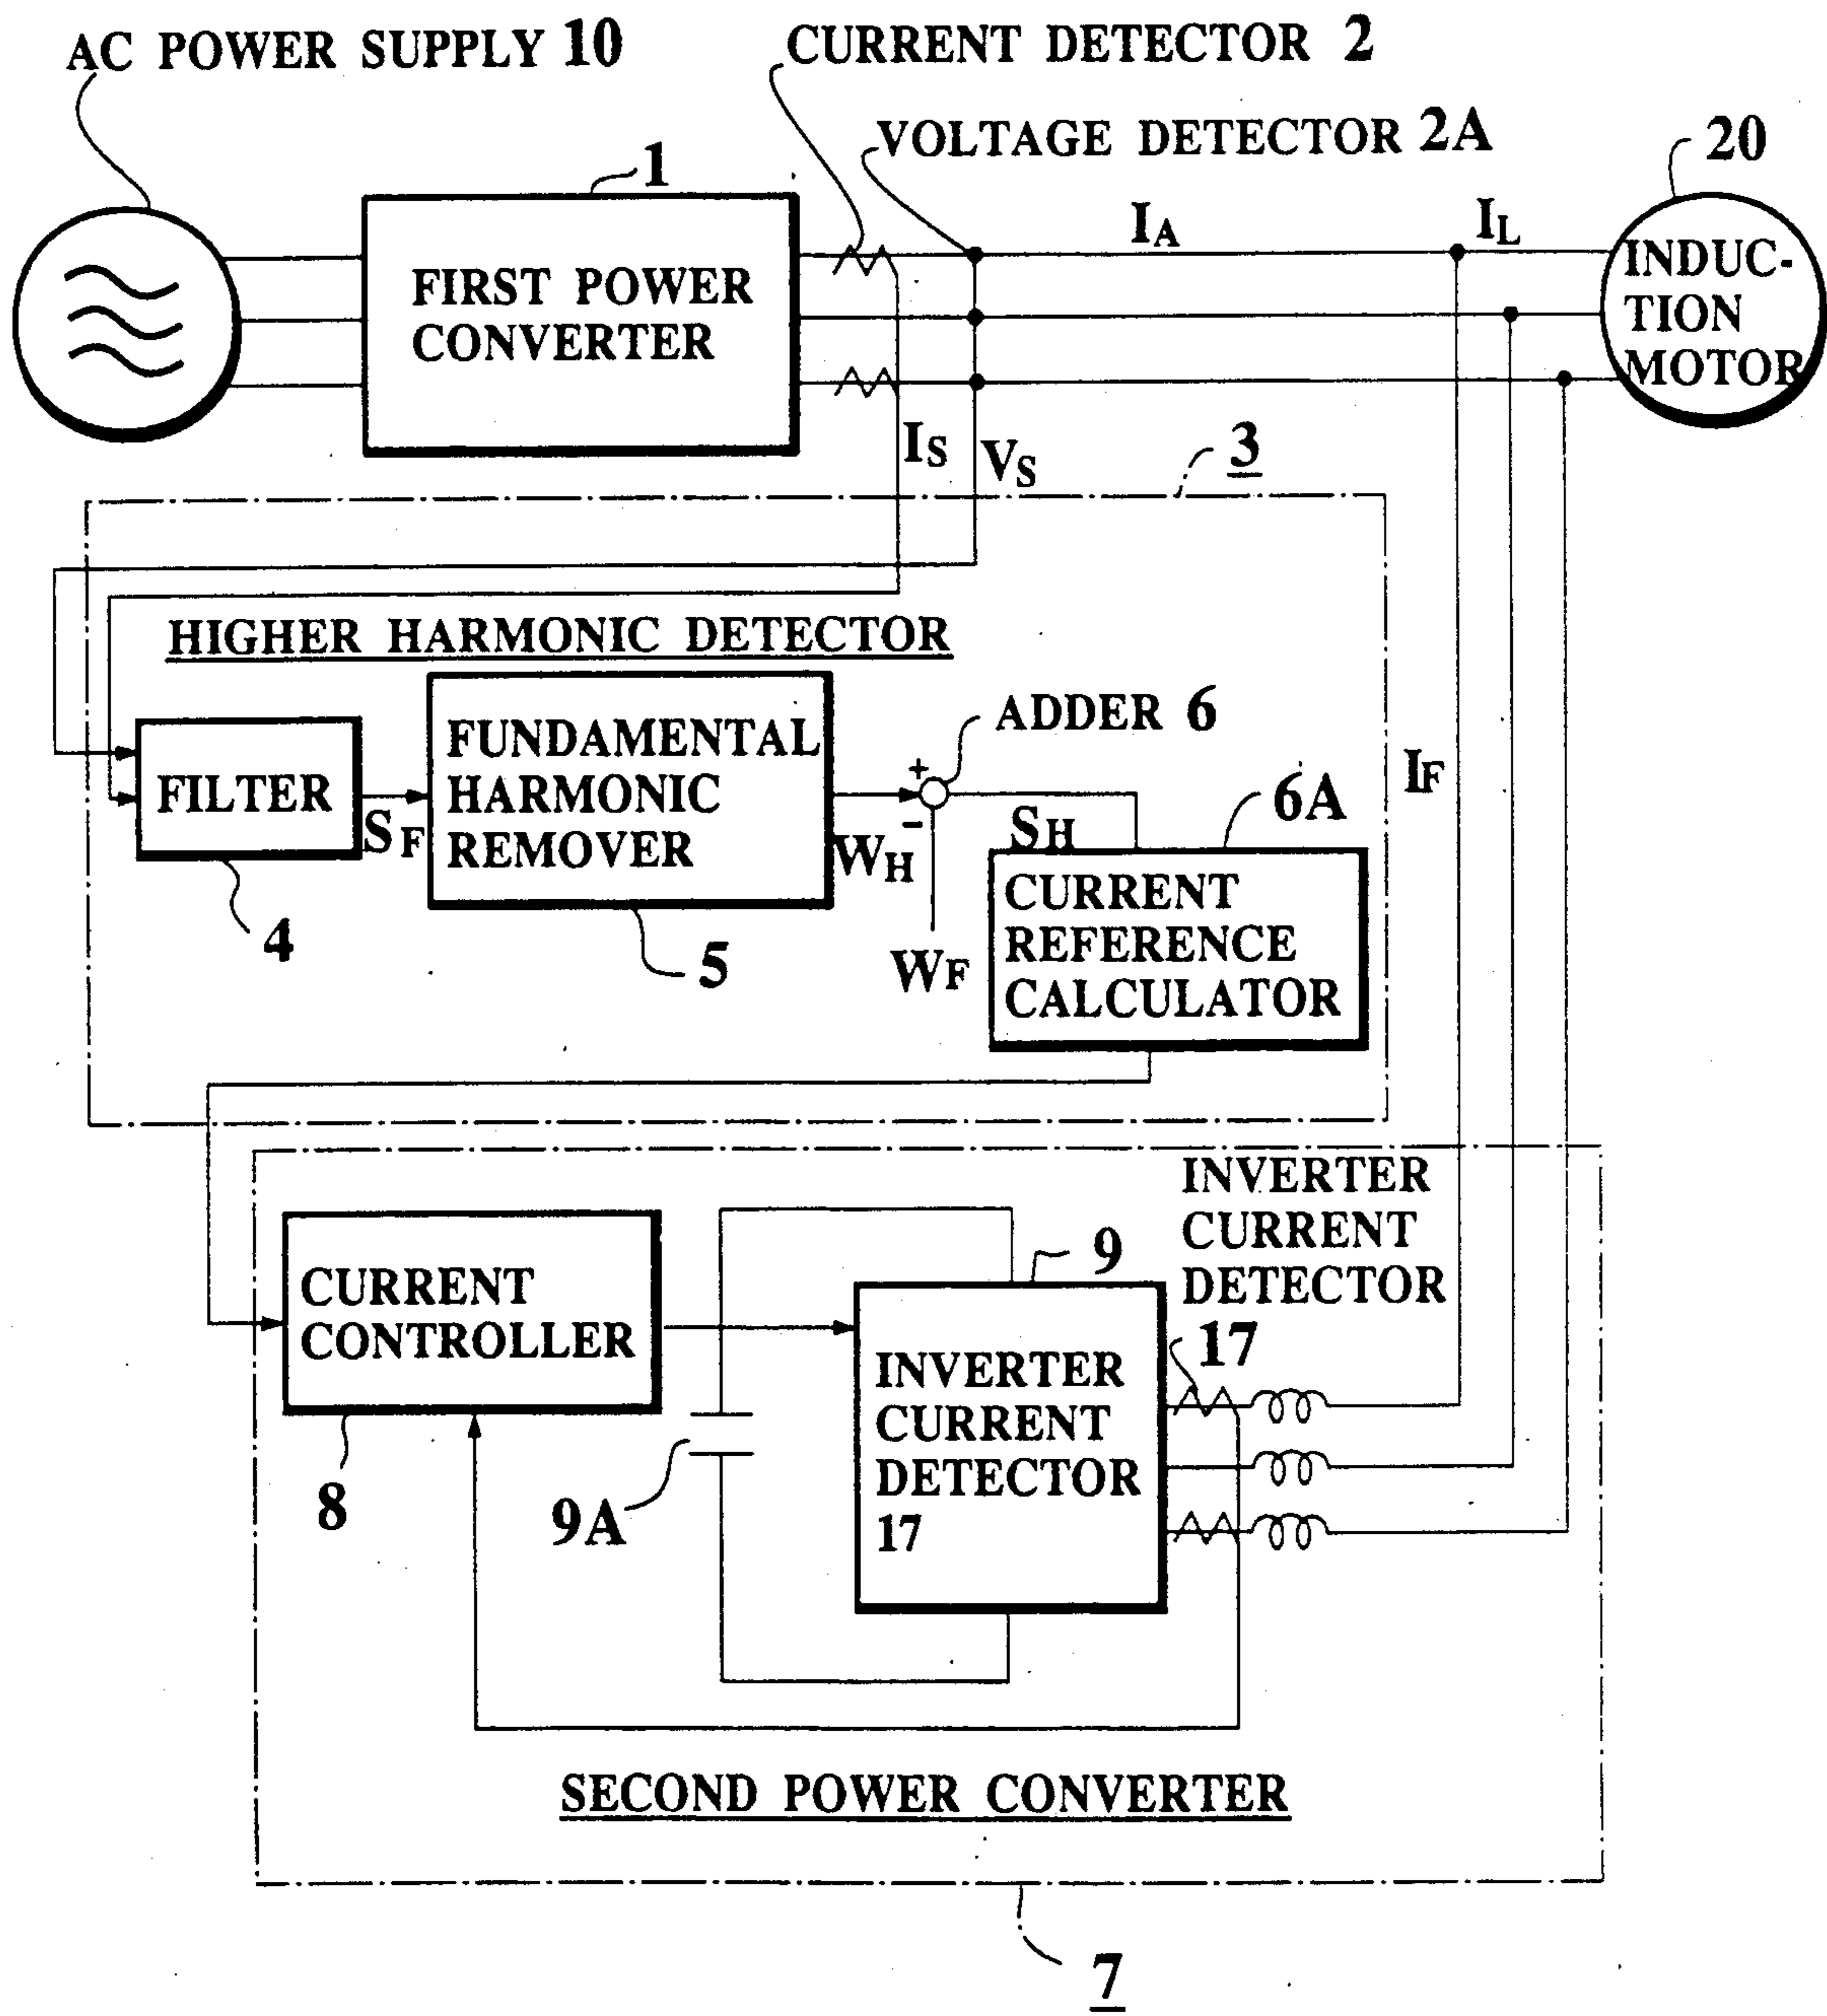 AC POWER SUPPLY 10
CURRENT DETECTOR 2
VOLTAGE DETECTOR 2A
20
1
IA
IL
FIRST POWER
CONVERTER
INDUC-
TION
MOTOR
IS
VS
3
HIGHER HARMONIC DETECTOR
ADDER 6
FILTER
FUNDAMENTAL
HARMONIC
REMOVER
+
-
IF
6A
SF
WH
SH
4
5
WF
CURRENT
REFERENCE
CALCULATOR
INVERTER
CURRENT
DETECTOR
17
CURRENT
CONTROLLER
9
INVERTER
CURRENT
DETECTOR
17
8
9A
SECOND POWER CONVERTER
7